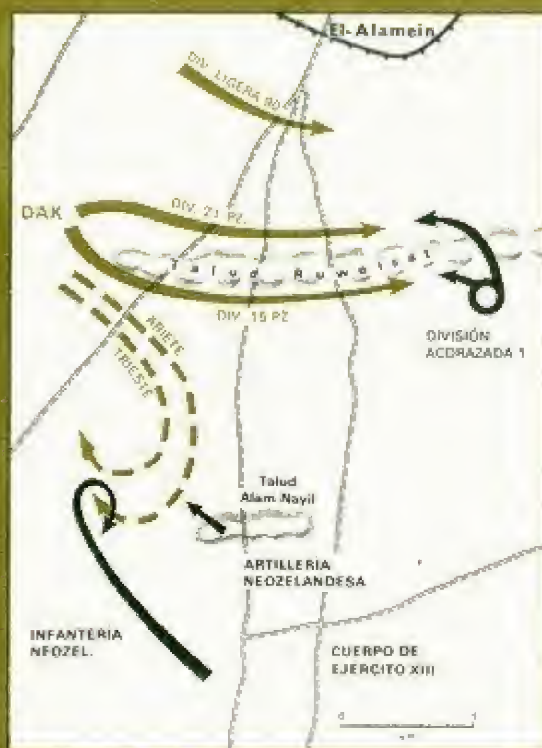 El-Alamein
DIV. LIGERA 90
DAK
DIV. 21 PZ.
Talud Ruweisat
DIV. 15 PZ
ARIETE
TRIESTE
DIVISIÓN
ACORAZADA 1
Talud
Alam Nayil
ARTILLERIA
NEOZELANDESA
INFANTERIA
NEOZEL.
CUERPO DE
EJERCITO XIII
0